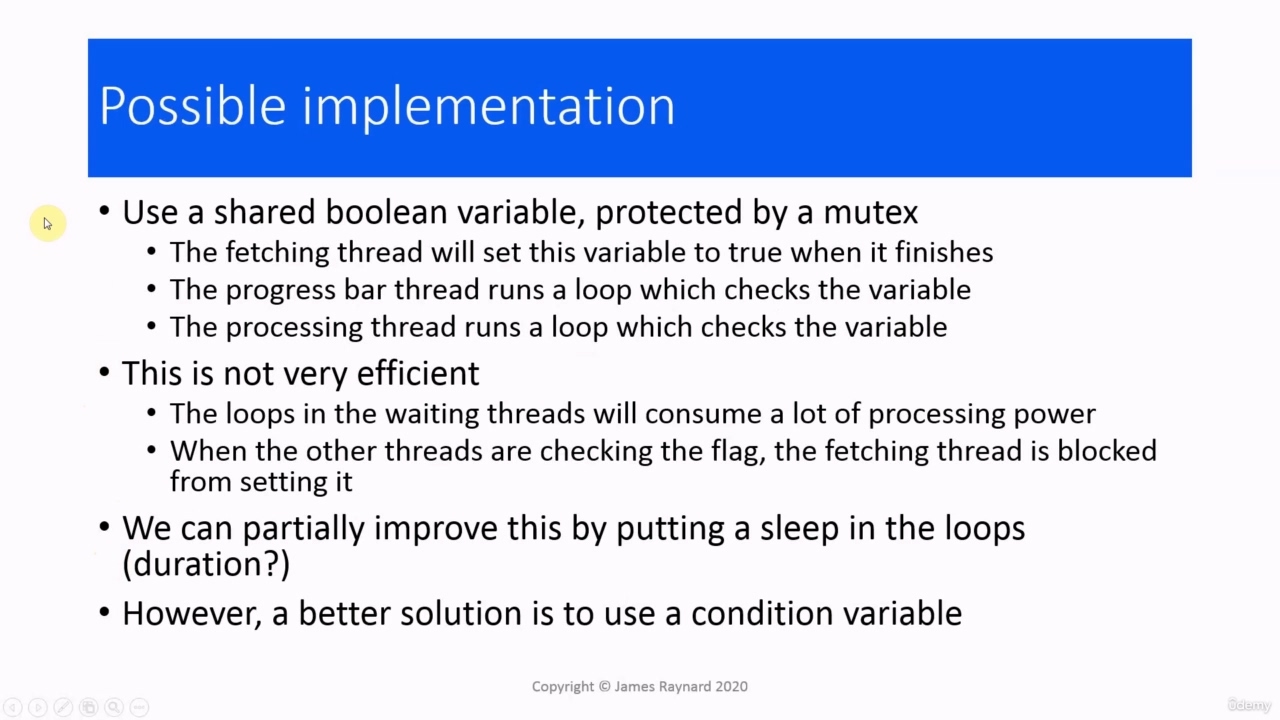 Possible implementation
• Use a shared boolean variable, protected by a mutex
• The fetching thread will set this variable to true when it finishes
• The progress bar thread runs a loop which checks the variable
• The processing thread runs a loop which checks the variable
• This is not very efficient
• The loops in the waiting threads will consume a lot of processing power
• When the other threads are checking the flag, the fetching thread is blocked
from setting it
• We can partially improve this by putting a sleep in the loops
(duration?)
• However, a better solution is to use a condition variable
Copyright © James Raynard 2020
ûdemy